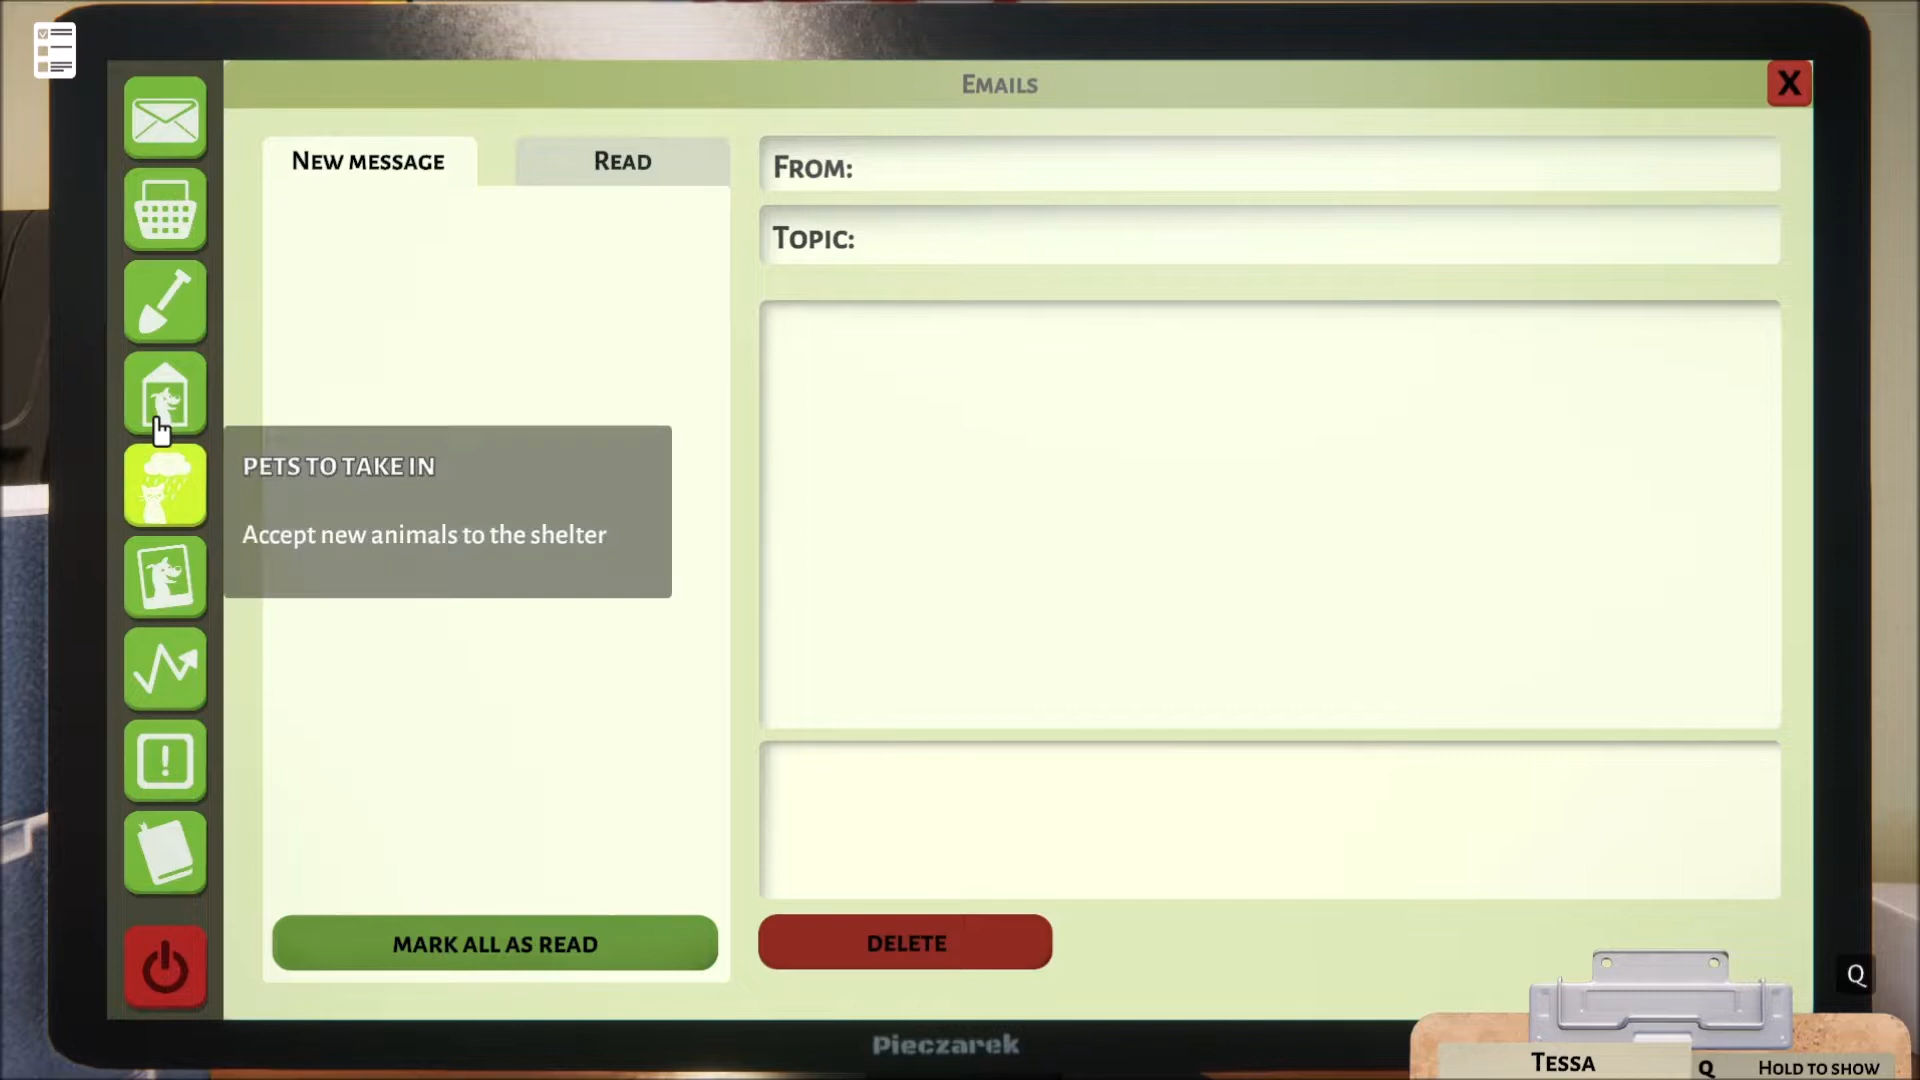 EMAILS
X
NEW MESSAGE
READ
FROM:
TOPIC:
PETS TO TAKE IN
Accept new animals to the shelter
!
MARK ALL AS READ
DELETE
Q
Pieczarek
TESSA
Q HOLD TO SHOW